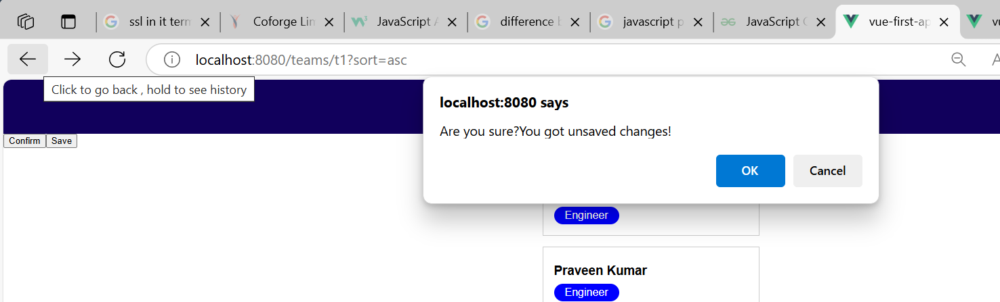 ssl in it tern
Coforge Lin
JavaScript A
difference b
javascript p
JavaScript C
vue-first-ap
vu
localhost:8080/teams/t1?sort=asc
A
Click to go back , hold to see history
localhost:8080 says
Are you sure?You got unsaved changes!
OK
Cancel
Confirm
Save
Engineer
Praveen Kumar
Engineer